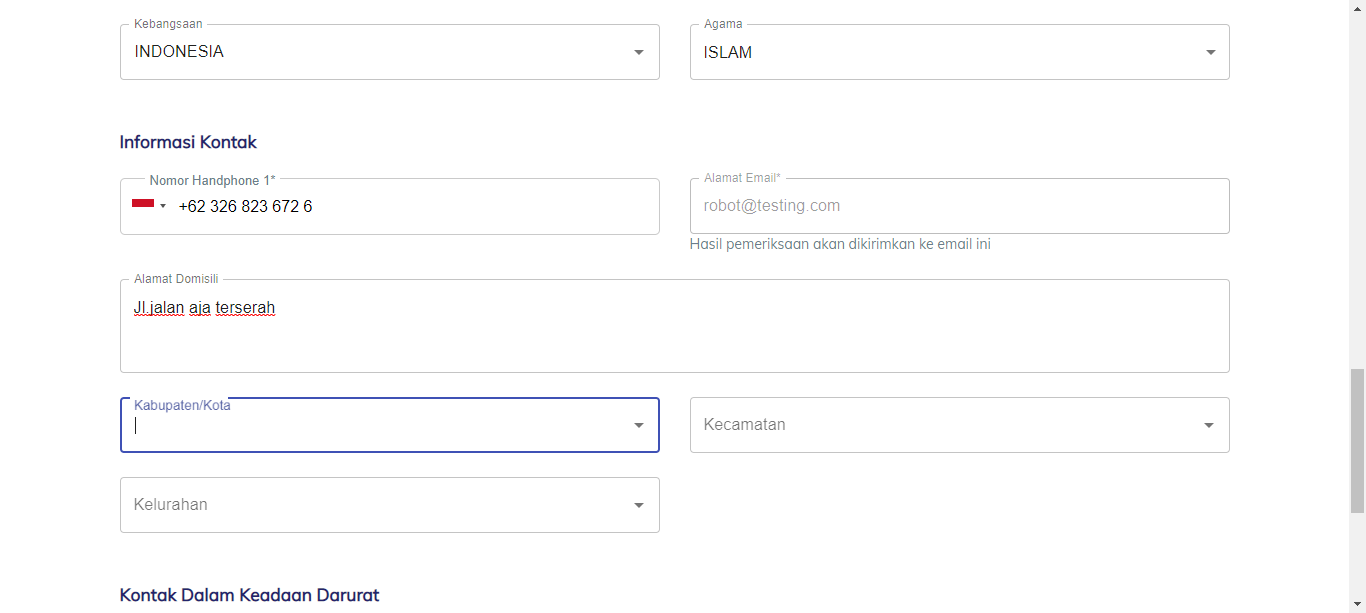 Kebangsaan
INDONESIA
Agama
ISLAM
Informasi Kontak
Nomor Handphone 1*
+62 326 823 672 6
Alamat Email*
robot@testing.com
Hasil pemeriksaan akan dikirimkan ke email ini
Alamat Domisili
Jl.jalan aja terserah
Kabupaten/Kota
Kecamatan
Kelurahan
Kontak Dalam Keadaan Darurat